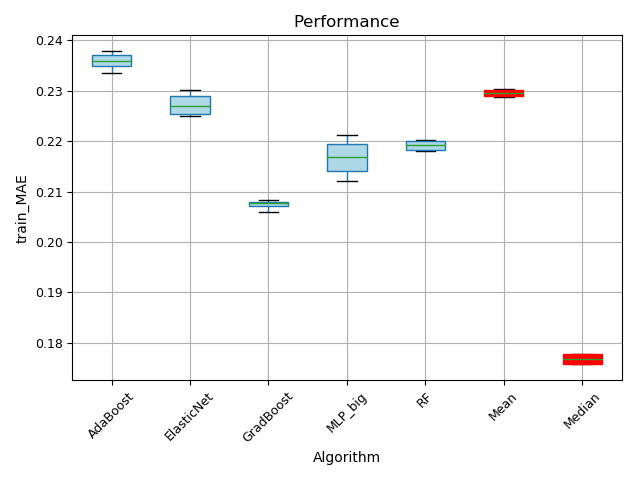 Performance
0.24
0.23
0.22
0.21
0.20
0.19
0.18
train_MAE
AdaBoost
ElasticNet
GradBoost
MLP_big
RF
Mean
Median
Algorithm